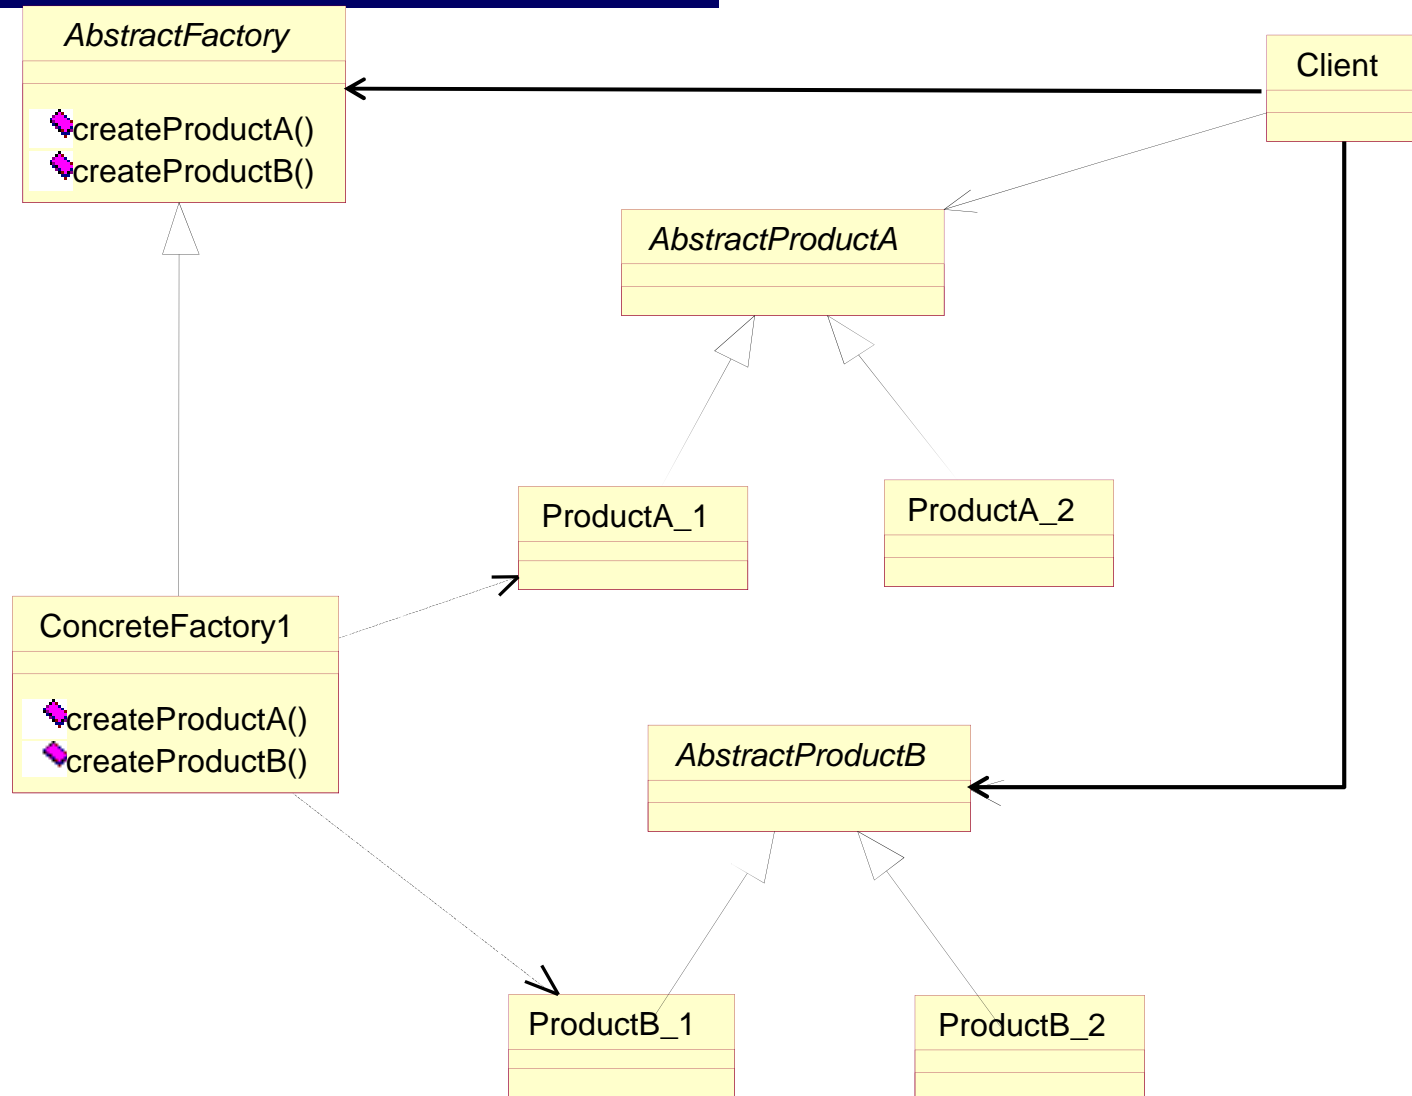 AbstractFactory
createProductA()
createProductB()
Client
AbstractProductA
ProductA_1
ProductA_2
ConcreteFactory1
createProductA()
createProductB()
AbstractProductB
ProductB_1
ProductB_2